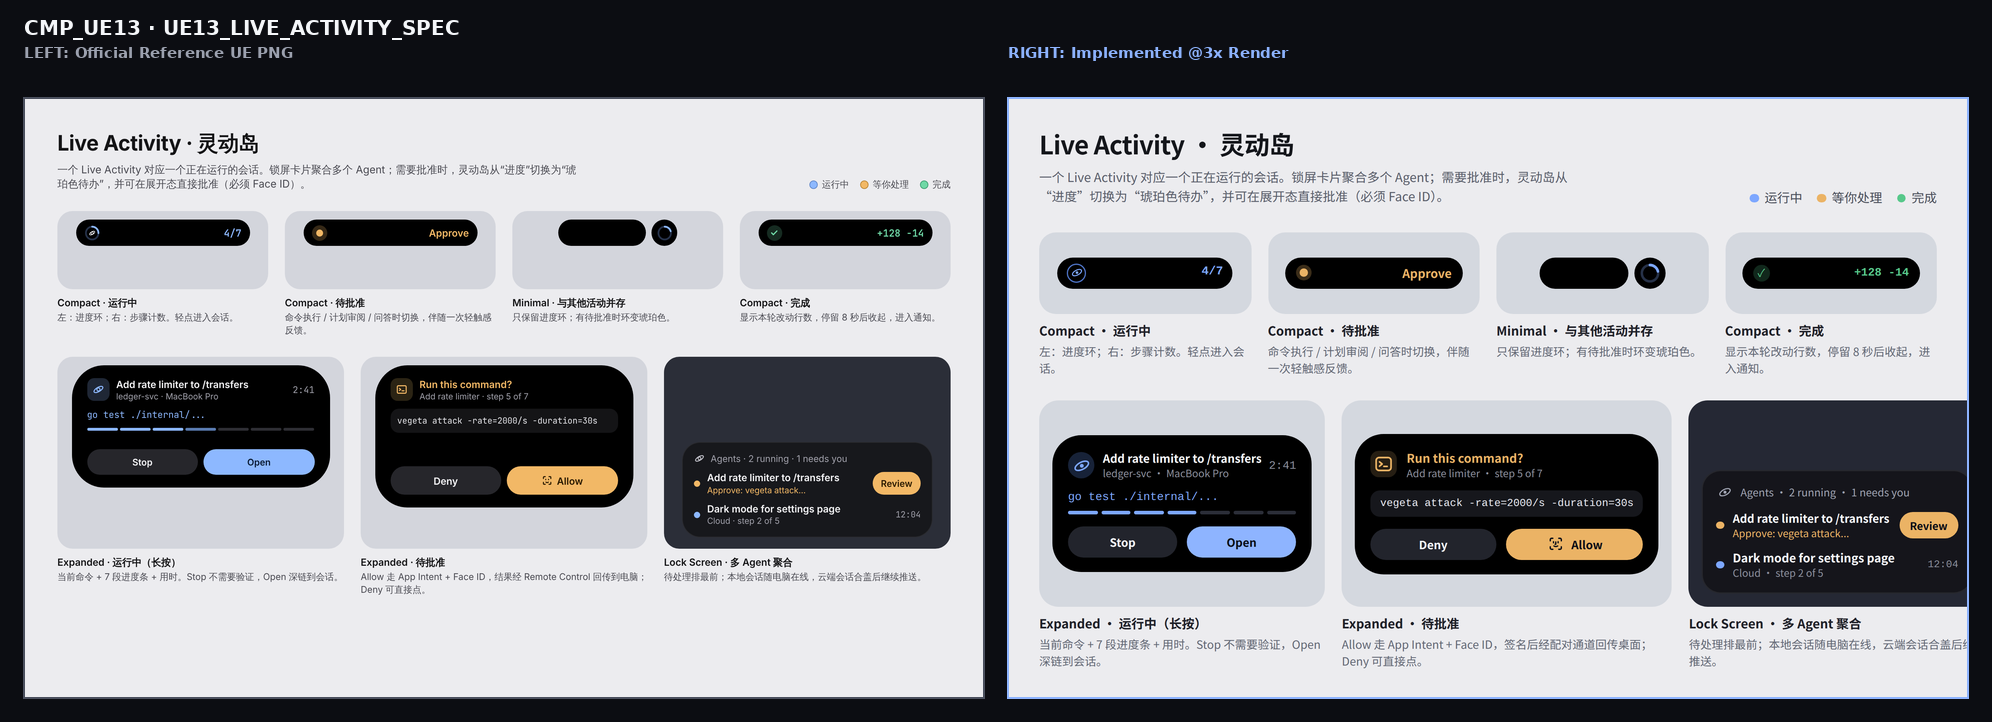 CMP_UE13 · UE13_LIVE_ACTIVITY_SPEC
LEFT: Official Reference UE PNG
Live Activity · 灵动岛
一个 Live Activity 对应一个正在运行的会话。锁屏卡片聚合多个 Agent；需要批准时，灵动岛从“进度”切换为“琥
珀色待办”，并可在展开态直接批准（必须 Face ID）。
运行中 等你处理 完成
4/7
Approve
+128 -14
Compact · 运行中
左：进度环；右：步骤计数。轻点进入会话。
Compact · 待批准
命令执行 / 计划审阅 / 问答时切换，伴随一次轻触感
反馈。
Minimal · 与其他活动并存
只保留进度环；有待批准时环变琥珀色。
Compact · 完成
显示本轮改动行数，停留 8 秒后收起，进入通知。
Add rate limiter to /transfers
ledger-svc · MacBook Pro
2:41
go test ./internal/...
Stop
Open
Run this command?
Add rate limiter · step 5 of 7
vegeta attack -rate=2000/s -duration=30s
Deny
Allow
Agents · 2 running · 1 needs you
Add rate limiter to /transfers
Approve: vegeta attack...
Review
Dark mode for settings page
Cloud · step 2 of 5
12:04
Expanded · 运行中（长按）
当前命令 + 7 段进度条 + 用时。Stop 不需要验证，Open 深链到会话。
Expanded · 待批准
Allow 走 App Intent + Face ID，结果经 Remote Control 回传到电脑；
Deny 可直接点。
Lock Screen · 多 Agent 聚合
待处理排最前；本地会话随电脑在线，云端会话合盖后继续推送。
RIGHT: Implemented @3x Render
Live Activity · 灵动岛
一个 Live Activity 对应一个正在运行的会话。锁屏卡片聚合多个 Agent；需要批准时，灵动岛从
“进度”切换为“琥珀色待办”，并可在展开态直接批准（必须 Face ID）。
运行中 等你处理 完成
4/7
Approve
+128 -14
Compact · 运行中
左：进度环；右：步骤计数。轻点进入会
话。
Compact · 待批准
命令执行 / 计划审阅 / 问答时切换，伴随
一次轻触感反馈。
Minimal · 与其他活动并存
只保留进度环；有待批准时环变琥珀色。
Compact · 完成
显示本轮改动行数，停留 8 秒后收起，进
入通知。
Add rate limiter to /transfers
ledger-svc · MacBook Pro
2:41
go test ./internal/...
Stop
Open
Run this command?
Add rate limiter · step 5 of 7
vegeta attack -rate=2000/s -duration=30s
Deny
Allow
Agents · 2 running · 1 needs you
Add rate limiter to /transfers
Approve: vegeta attack...
Review
Dark mode for settings page
Cloud · step 2 of 5
12:04
Expanded · 运行中（长按）
当前命令 + 7 段进度条 + 用时。Stop 不需要验证，Open
深链到会话。
Expanded · 待批准
Allow 走 App Intent + Face ID，签名后经配对通道回传桌面；
Deny 可直接点。
Lock Screen · 多 Agent 聚合
待处理排最前；本地会话随电脑在线，云端会话合盖后
推送。